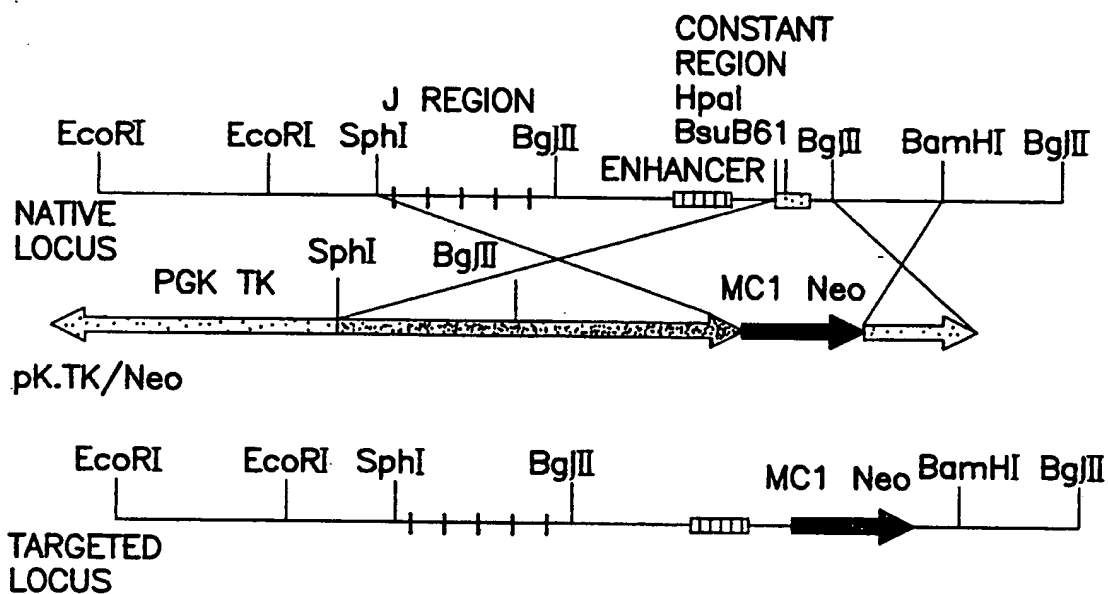 CONSTANT
REGION
HpaI
J REGION
BsuB61
EcoRI EcoRI SphI BglII BglII BamHI BglII
ENHANCER
NATIVE
LOCUS
SphI BglII
PGK TK MC1 Neo
pK.TK/Neo
EcoRI EcoRI SphI BglII MC1 Neo BamHI BglII
TARGETED
LOCUS